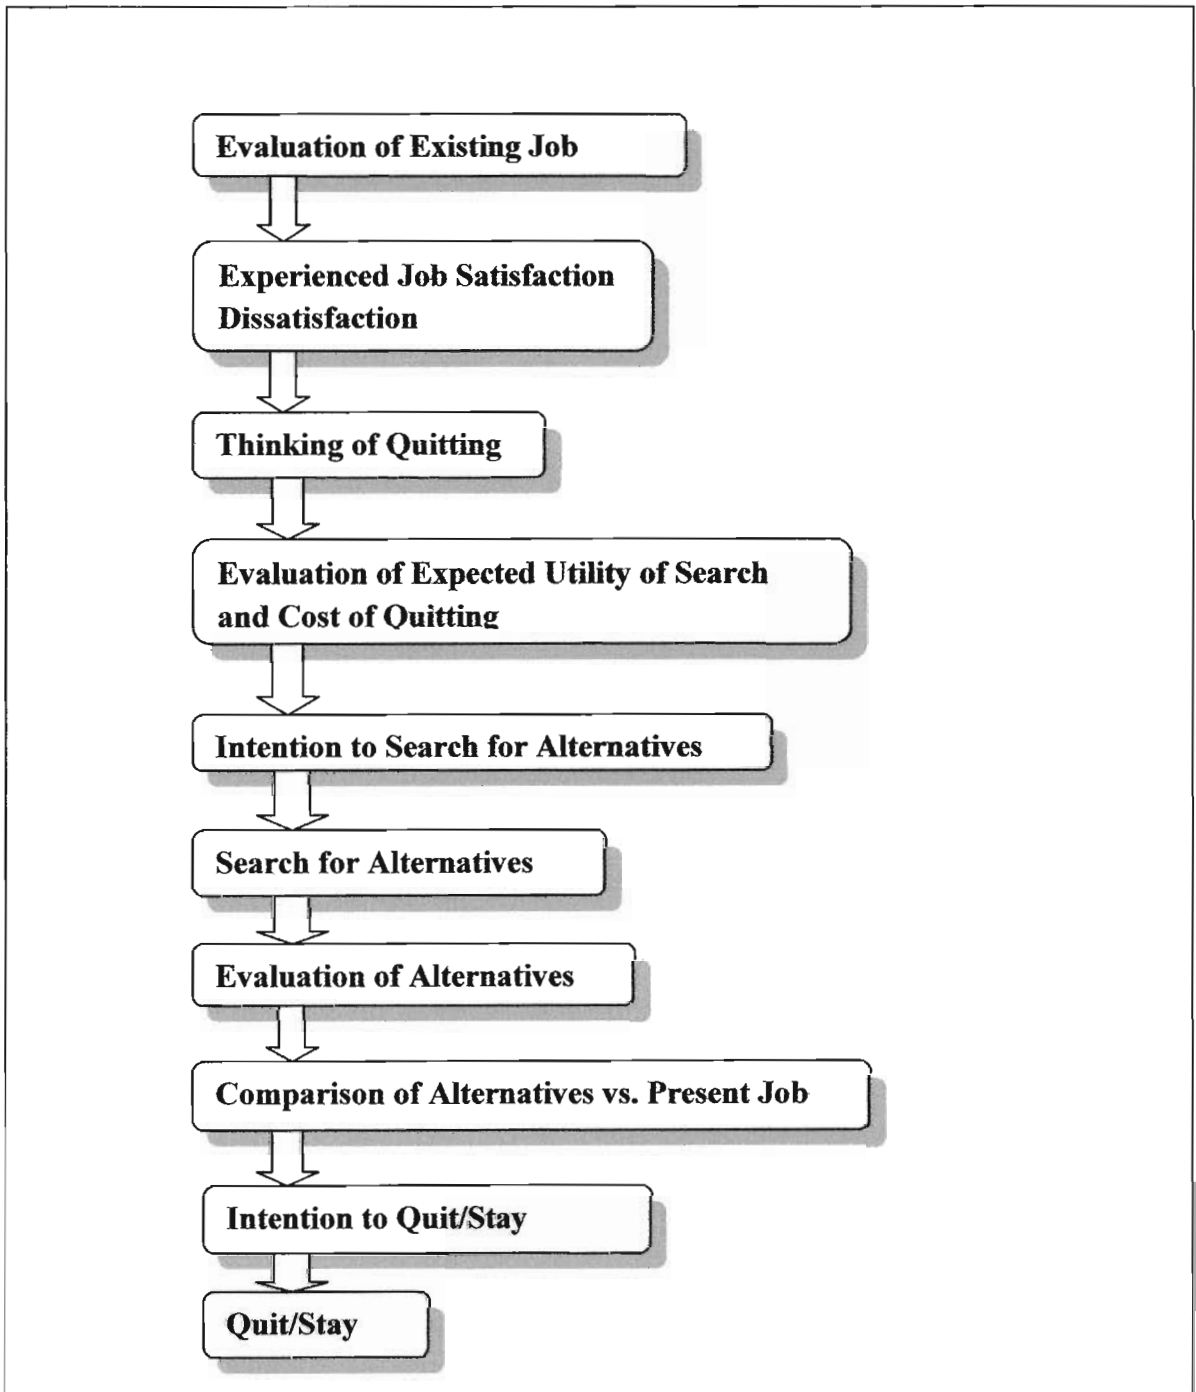 Evaluation of Existing Job
Experienced Job Satisfaction
Dissatisfaction
Thinking of Quitting
Evaluation of Expected Utility of Search
and Cost of Quitting
Intention to Search for Alternatives
Search for Alternatives
Evaluation of Alternatives
Comparison of Alternatives vs. Present Job
Intention to Quit/Stay
Quit/Stay